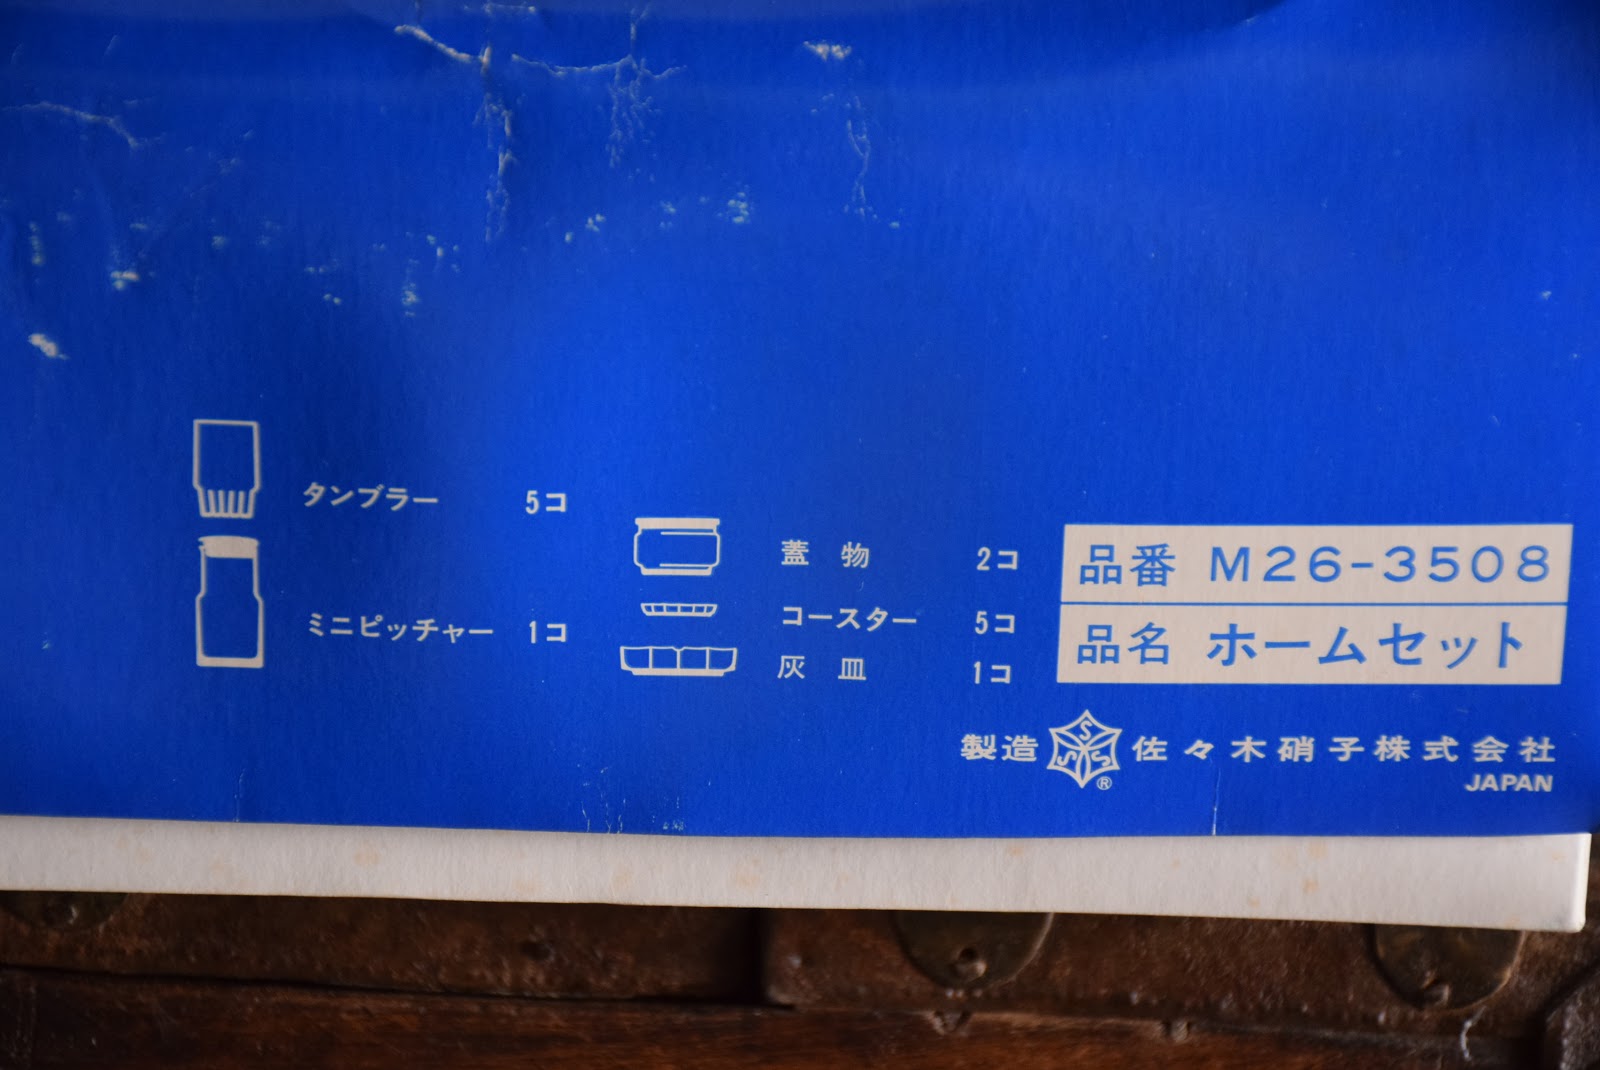 タンブラー 5コ
ミニピッチャー 1コ
蓋物 2コ
コースター 5コ
灰皿 1コ
品番 M26-3508
品名 ホームセット
製造 SSS ® 佐々木硝子株式会社
JAPAN